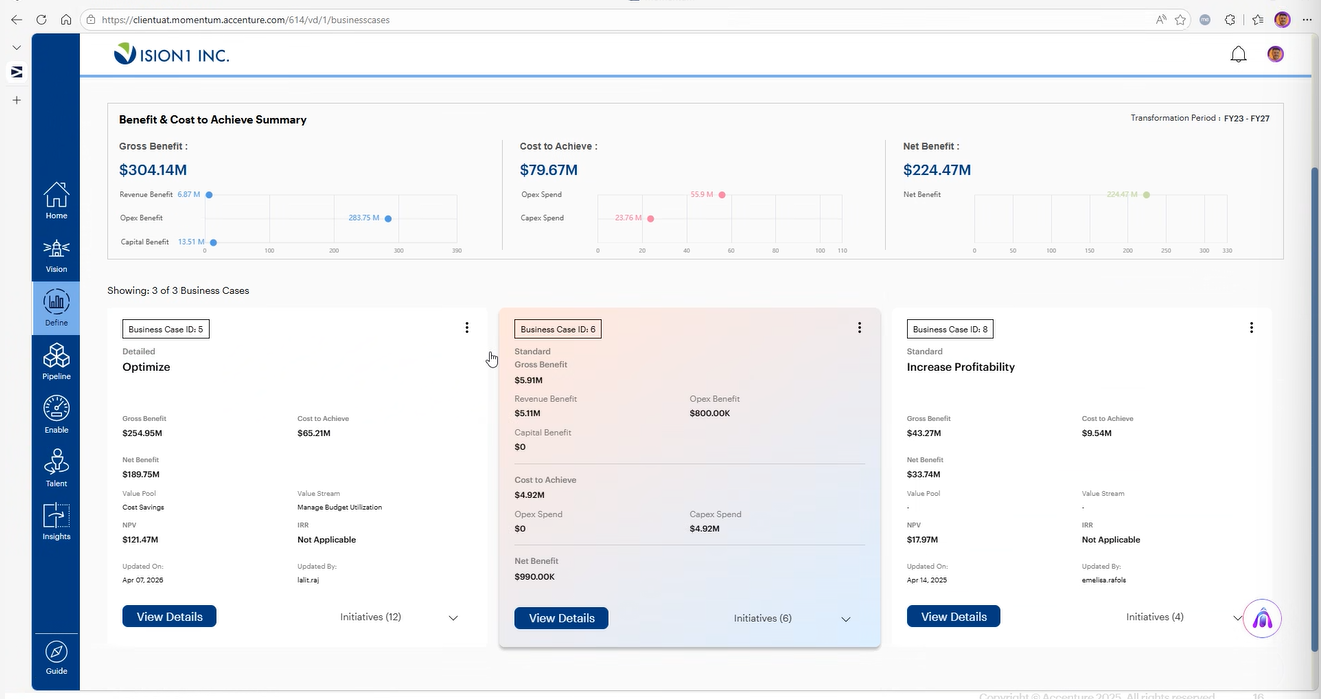 https://clientuat.momentum.accenture.com/614/vd/1/businesscases
ISION1 INC.
Home
Vision
Define
Pipeline
Enable
Talent
Insights
Guide
Benefit & Cost to Achieve Summary
Transformation Period : FY23 - FY27
Gross Benefit :
$304.14M
Revenue Benefit 6.87 M
Opex Benefit 283.75 M
Capital Benefit 13.51 M
0 100 200 300 390
Cost to Achieve :
$79.67M
Opex Spend 55.9 M
Capex Spend 23.76 M
0 20 40 60 80 100 110
Net Benefit :
$224.47M
Net Benefit 224.47 M
0 50 100 150 200 250 300 330
Showing: 3 of 3 Business Cases
Business Case ID: 5
Detailed
Optimize
Gross Benefit Cost to Achieve
$254.95M $65.21M
Net Benefit
$189.75M
Value Pool Value Stream
Cost Savings Manage Budget Utilization
NPV IRR
$121.47M Not Applicable
Updated On: Updated By:
Apr 07, 2026 lalit.raj
View Details Initiatives (12)
Business Case ID: 6
Standard
Gross Benefit
$5.91M
Revenue Benefit Opex Benefit
$5.11M $800.00K
Capital Benefit
$0
Cost to Achieve
$4.92M
Opex Spend Capex Spend
$0 $4.92M
Net Benefit
$990.00K
View Details Initiatives (6)
Business Case ID: 8
Standard
Increase Profitability
Gross Benefit Cost to Achieve
$43.27M $9.54M
Net Benefit
$33.74M
Value Pool Value Stream
- -
NPV IRR
$17.97M Not Applicable
Updated On: Updated By:
Apr 14, 2025 emelisa.rafols
View Details Initiatives (4)
Copyright © Accenture 2025. All rights reserved. 16